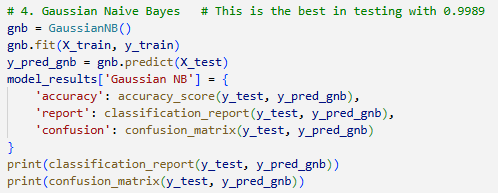 # 4. Gaussian Naive Bayes   # This is the best in testing with 0.9989
gnb = GaussianNB()
gnb.fit(X_train, y_train)
y_pred_gnb = gnb.predict(X_test)
model_results['Gaussian NB'] = {
    'accuracy': accuracy_score(y_test, y_pred_gnb),
    'report': classification_report(y_test, y_pred_gnb),
    'confusion': confusion_matrix(y_test, y_pred_gnb)
}
print(classification_report(y_test, y_pred_gnb))
print(confusion_matrix(y_test, y_pred_gnb))